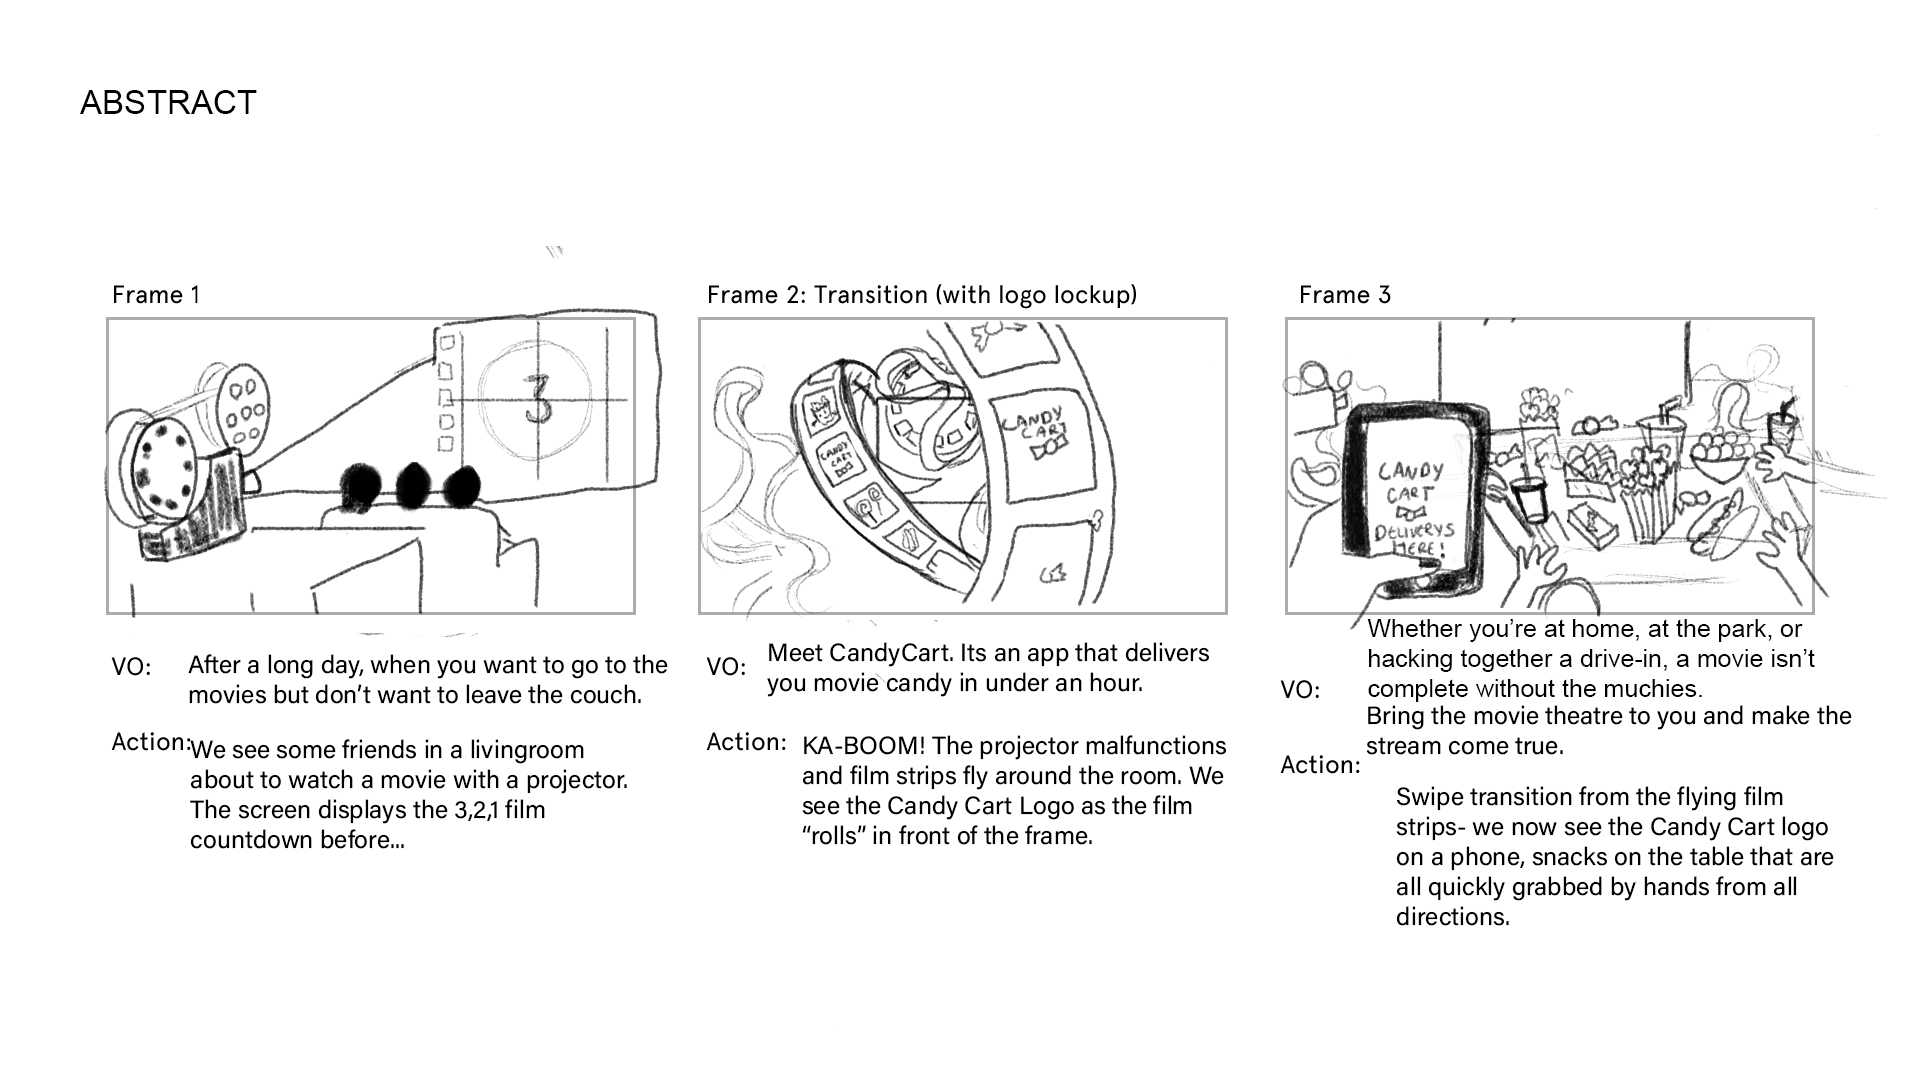 ABSTRACT
Frame 1
3
VO:
After a long day, when you want to go to the
movies but don't want to leave the couch.
Action:
We see some friends in a livingroom
about to watch a movie with a projector.
The screen displays the 3,2,1 film
countdown before...
Frame 2: Transition (with logo lockup)
CANDY
CART
CANDY
CART
VO:
Meet CandyCart. Its an app that delivers
you movie candy in under an hour.
Action:
KA-BOOM! The projector malfunctions
and film strips fly around the room. We
see the Candy Cart Logo as the film
“rolls” in front of the frame.
Frame 3
CANDY
CART
DELIVERYS
HERE!
VO:
Whether you're at home, at the park, or
hacking together a drive-in, a movie isn't
complete without the muchies.
Bring the movie theatre to you and make the
stream come true.
Action:
Swipe transition from the flying film
strips- we now see the Candy Cart logo
on a phone, snacks on the table that are
all quickly grabbed by hands from all
directions.